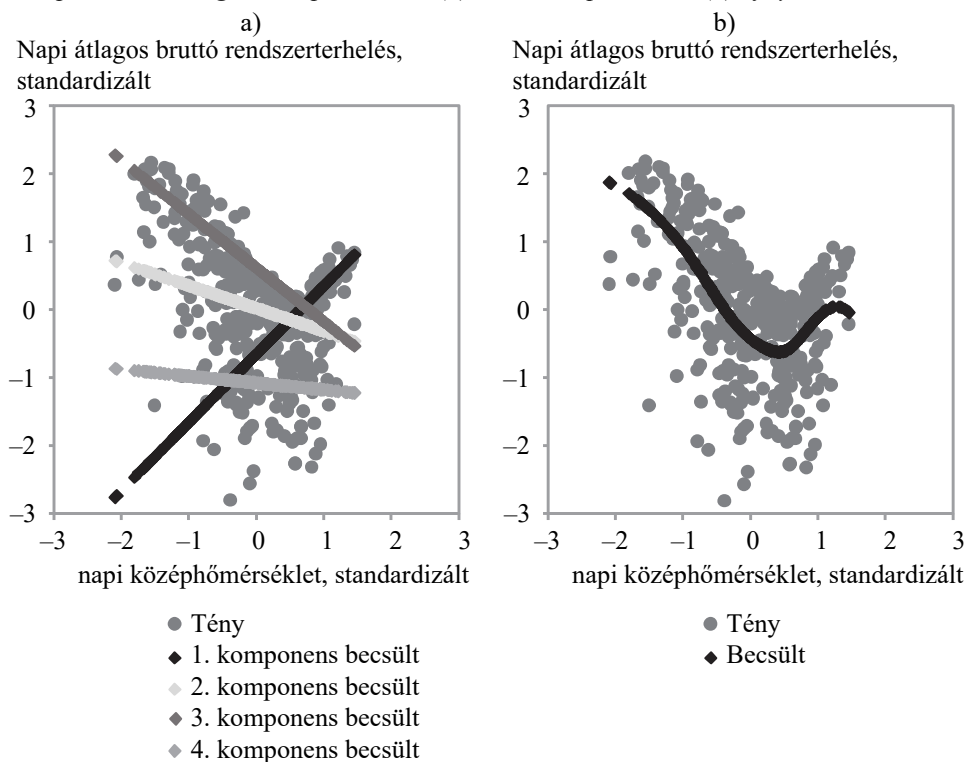 a)
Napi átlagos bruttó rendszerterhelés,
standardizált
3
2
1
0
–1
–2
–3
–3
–2
–1
0
1
2
3
napi középhőmérséklet, standardizált
Tény
1. komponens becsült
2. komponens becsült
3. komponens becsült
4. komponens becsült
b)
Napi átlagos bruttó rendszerterhelés,
standardizált
3
2
1
0
–1
–2
–3
–3
–2
–1
0
1
2
3
napi középhőmérséklet, standardizált
Tény
Becsült